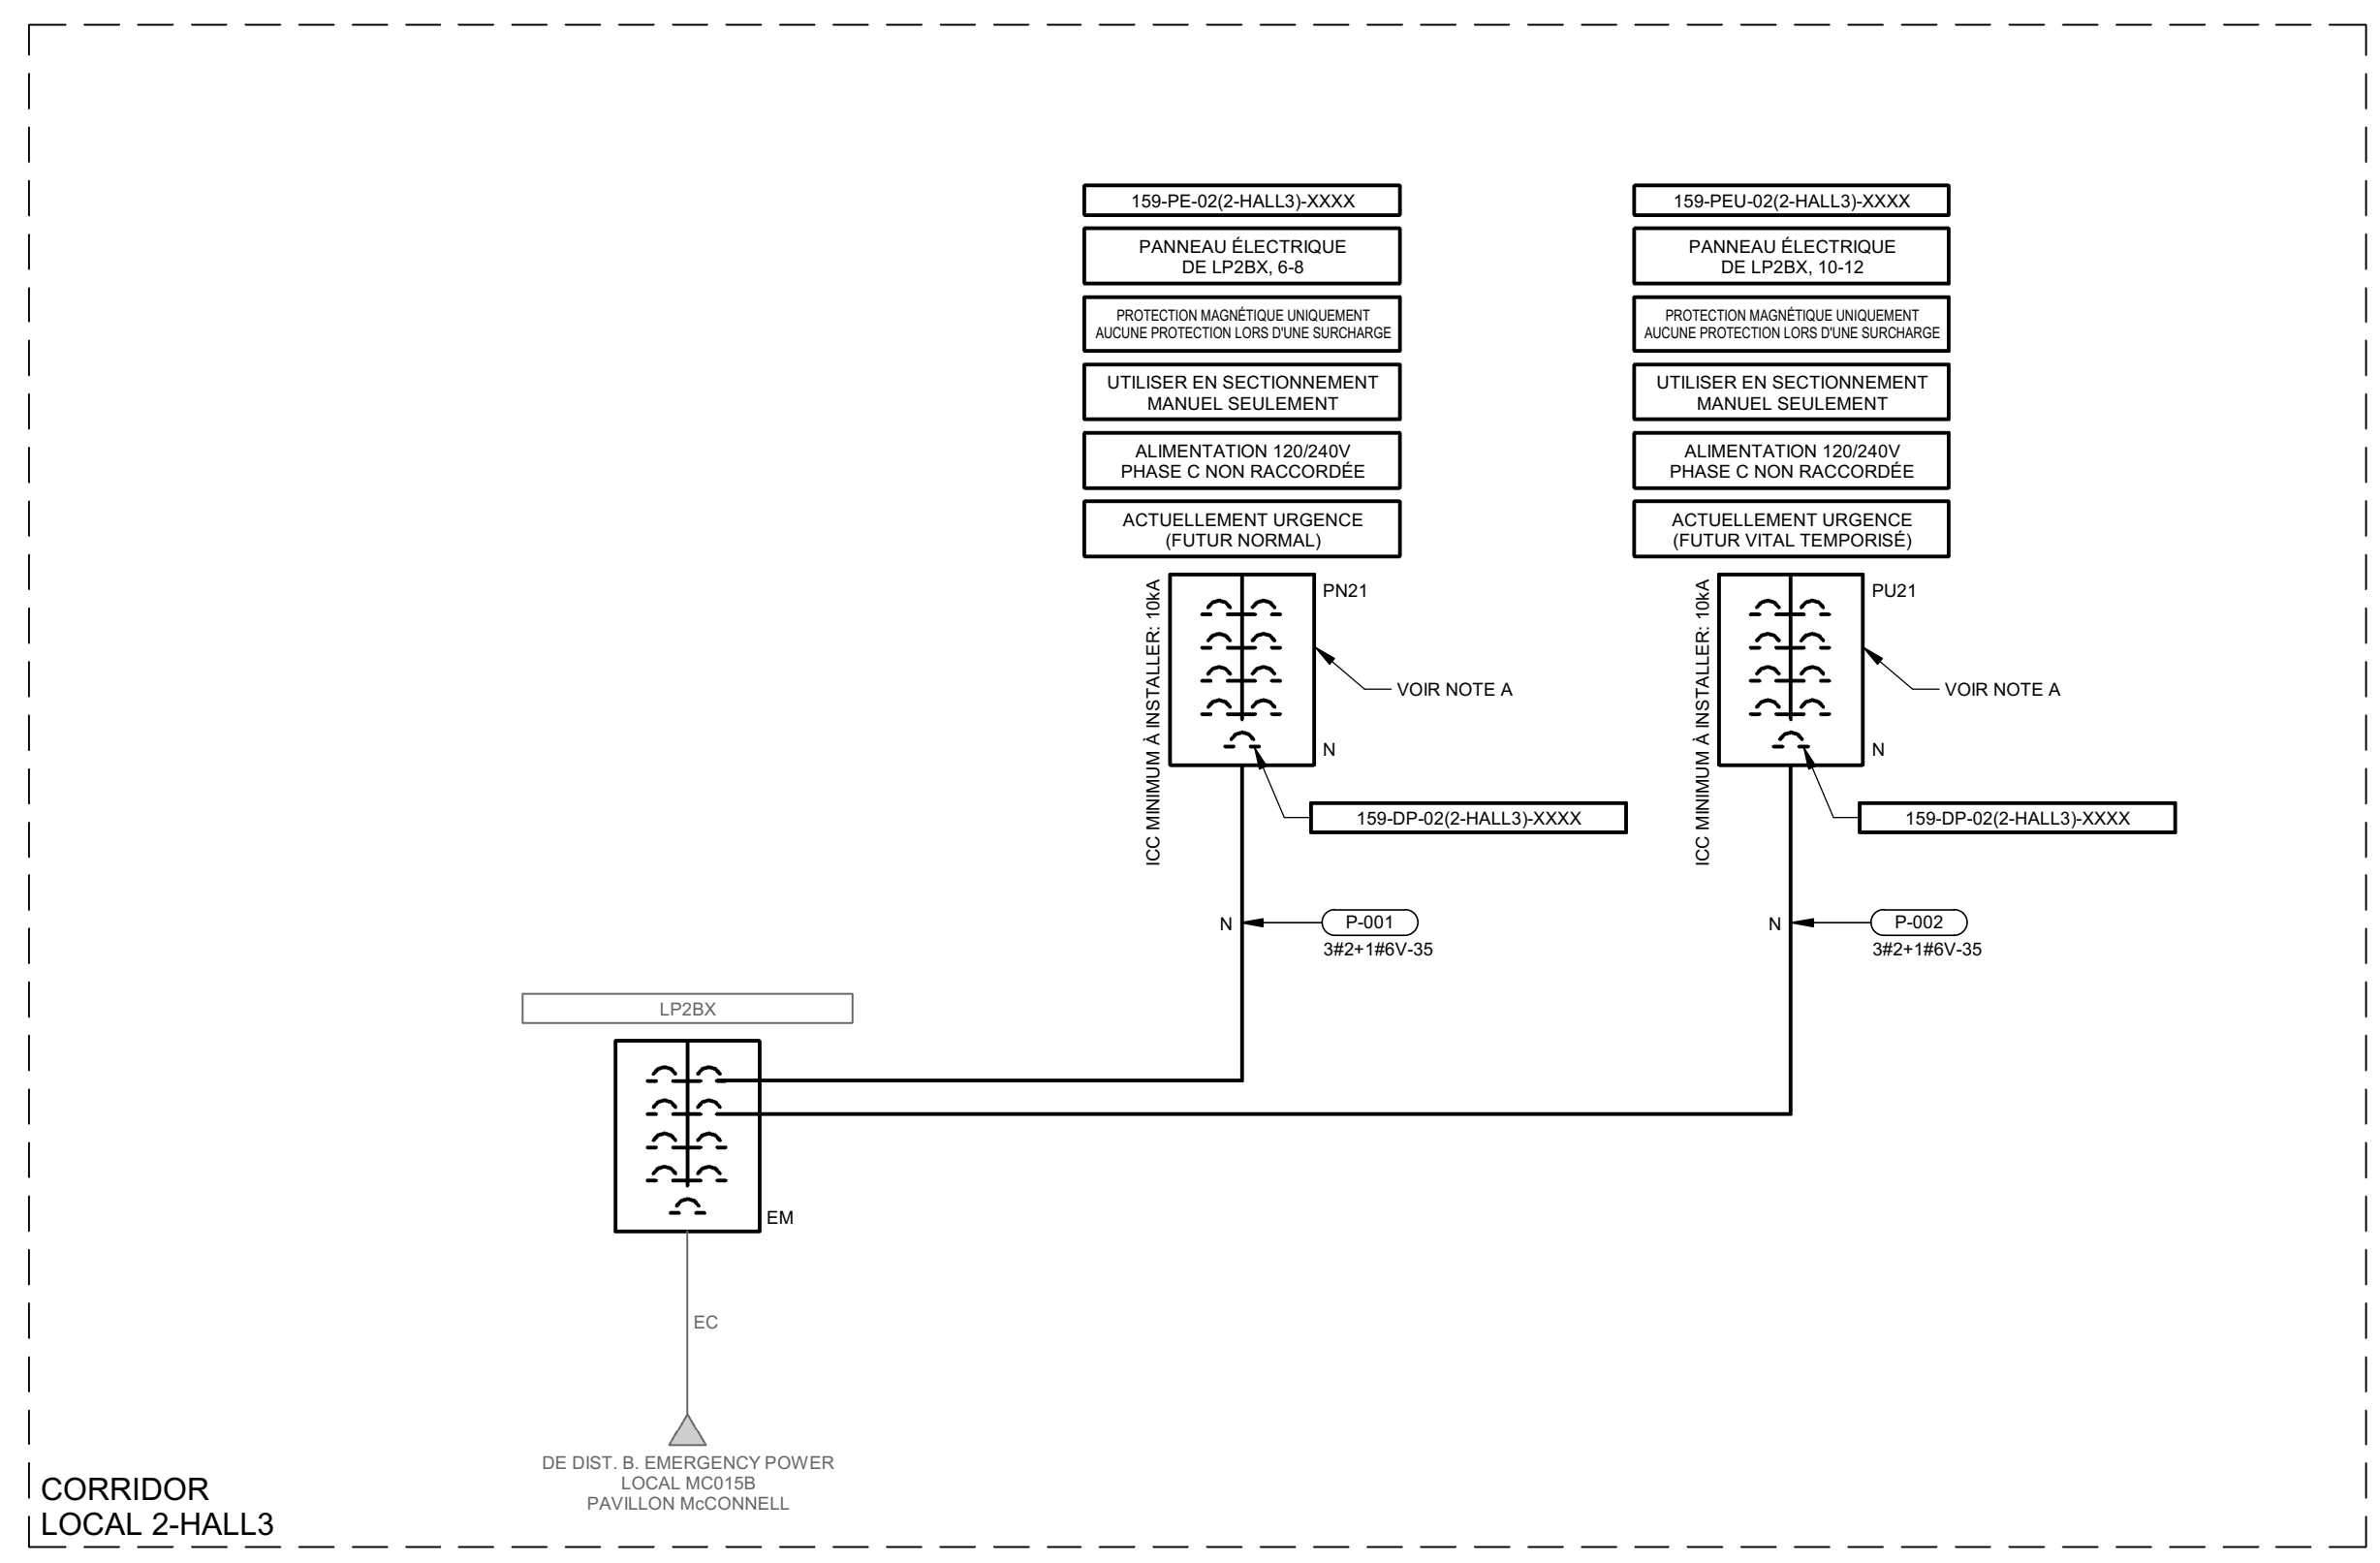 159-PE-02(2-HALL3)-XXXX
PANNEAU ÉLECTRIQUE
DE LP2BX, 6-8
PROTECTION MAGNÉTIQUE UNIQUEMENT
AUCUNE PROTECTION LORS D'UNE SURCHARGE
UTILISER EN SECTIONNEMENT
MANUEL SEULEMENT
ALIMENTATION 120/240V
PHASE C NON RACCORDÉE
ACTUELLEMENT URGENCE
(FUTUR NORMAL)
ICC MINIMUM À INSTALLER: 10kA
PN21
VOIR NOTE A
N
159-DP-02(2-HALL3)-XXXX
N
P-001
3#2+1#6V-35
159-PEU-02(2-HALL3)-XXXX
PANNEAU ÉLECTRIQUE
DE LP2BX, 10-12
PROTECTION MAGNÉTIQUE UNIQUEMENT
AUCUNE PROTECTION LORS D'UNE SURCHARGE
UTILISER EN SECTIONNEMENT
MANUEL SEULEMENT
ALIMENTATION 120/240V
PHASE C NON RACCORDÉE
ACTUELLEMENT URGENCE
(FUTUR VITAL TEMPORISÉ)
ICC MINIMUM À INSTALLER: 10kA
PU21
VOIR NOTE A
N
159-DP-02(2-HALL3)-XXXX
N
P-002
3#2+1#6V-35
LP2BX
EM
EC
DE DIST. B. EMERGENCY POWER
LOCAL MC015B
PAVILLON McCONNELL
CORRIDOR
LOCAL 2-HALL3